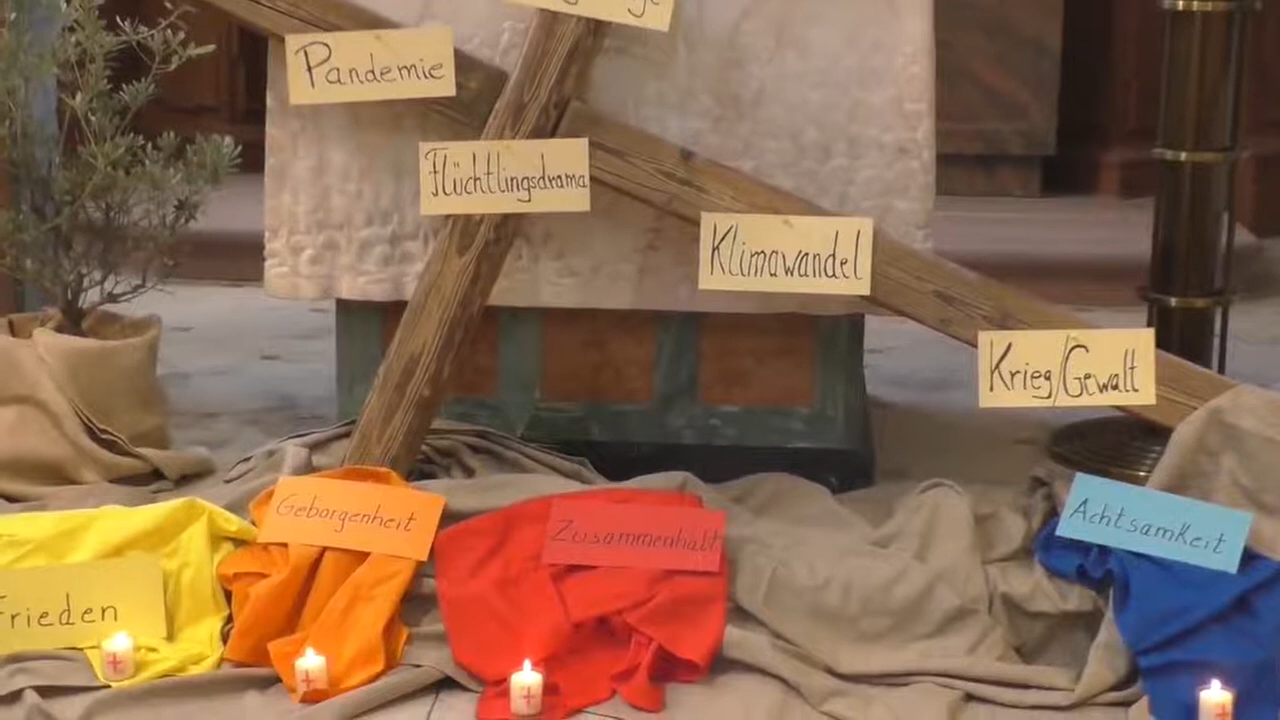 Pandemie
Flüchtlingsdrama
Klimawandel
Krieg/Gewalt
Geborgenheit
Zusammenhalt
Achtsamkeit
Frieden